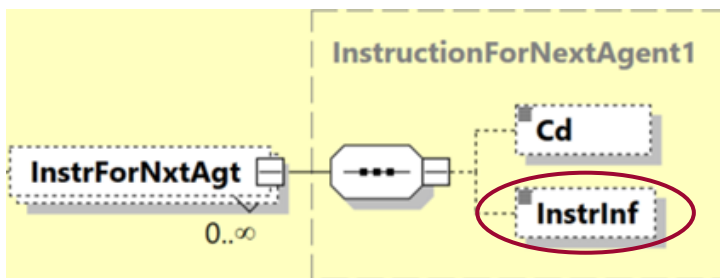 InstructionForNextAgent1
Cd
InstrForNxtAgt
InstrInf
0..∞